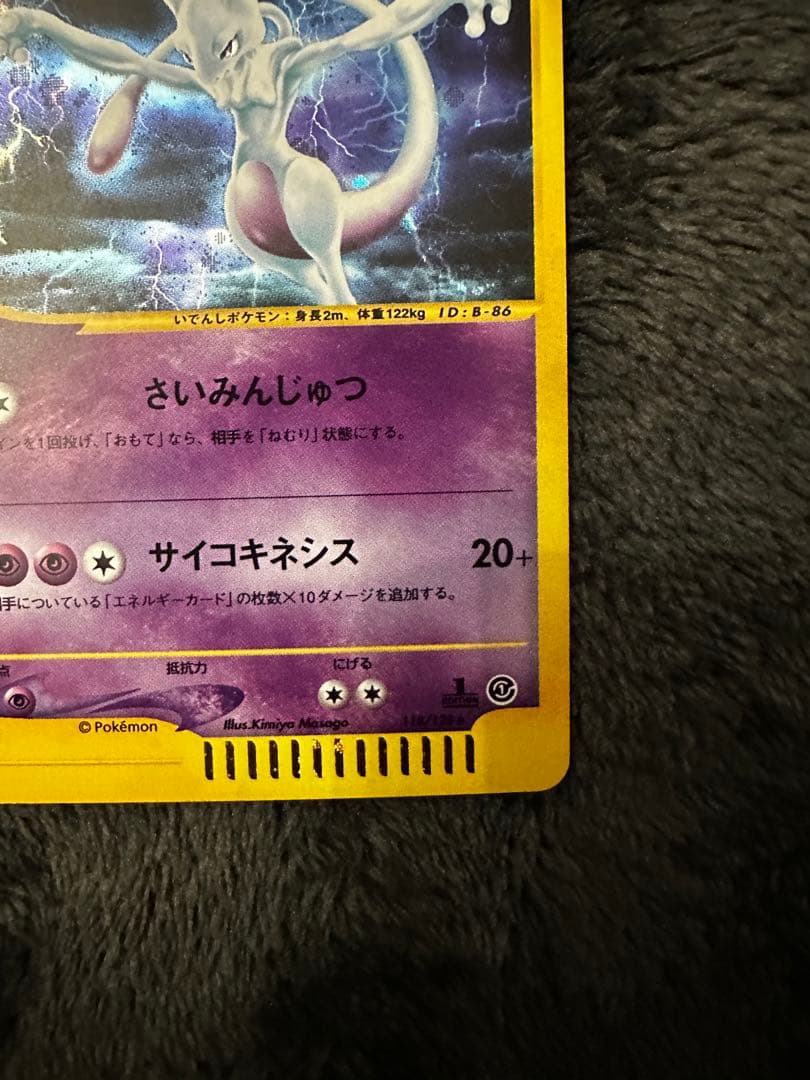 いでんしポケモン：身長2m、体重122kg ID：B-86
さいみんじゅつ
インを1回投げ、「おもて」なら、相手を「ねむり」状態にする。
サイコキネシス 20+
手についている「エネルギーカード」の枚数×10ダメージを追加する。
点 抵抗力 にげる
1 EDITION
©Pokémon Illus.Kimiya Masago